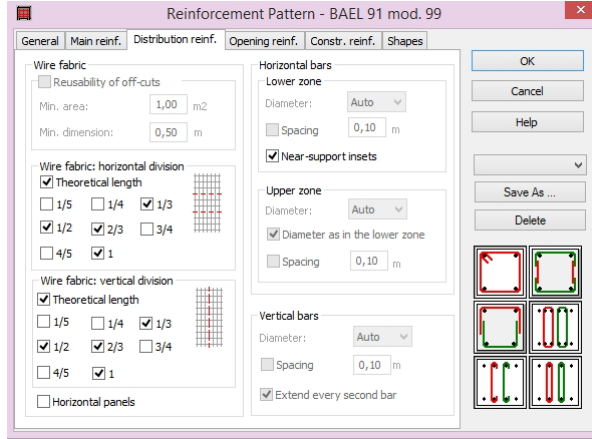 Reinforcement Pattern - BAEL 91 mod. 99
General Main reinf. Distribution reinf. Opening reinf. Constr. reinf. Shapes
Wire fabric
Reusability of off-cuts
Min. area: 1,00 m2
Min. dimension: 0,50 m
Wire fabric: horizontal division
Theoretical length
1/5 1/4 1/3
1/2 2/3 3/4
4/5 1
Wire fabric: vertical division
Theoretical length
1/5 1/4 1/3
1/2 2/3 3/4
4/5 1
Horizontal panels
Horizontal bars
Lower zone
Diameter: Auto
Spacing 0,10 m
Near-support insets
Upper zone
Diameter: Auto
Diameter as in the lower zone
Spacing 0,10 m
Vertical bars
Diameter: Auto
Spacing 0,10 m
Extend every second bar
OK
Cancel
Help
Save As ...
Delete